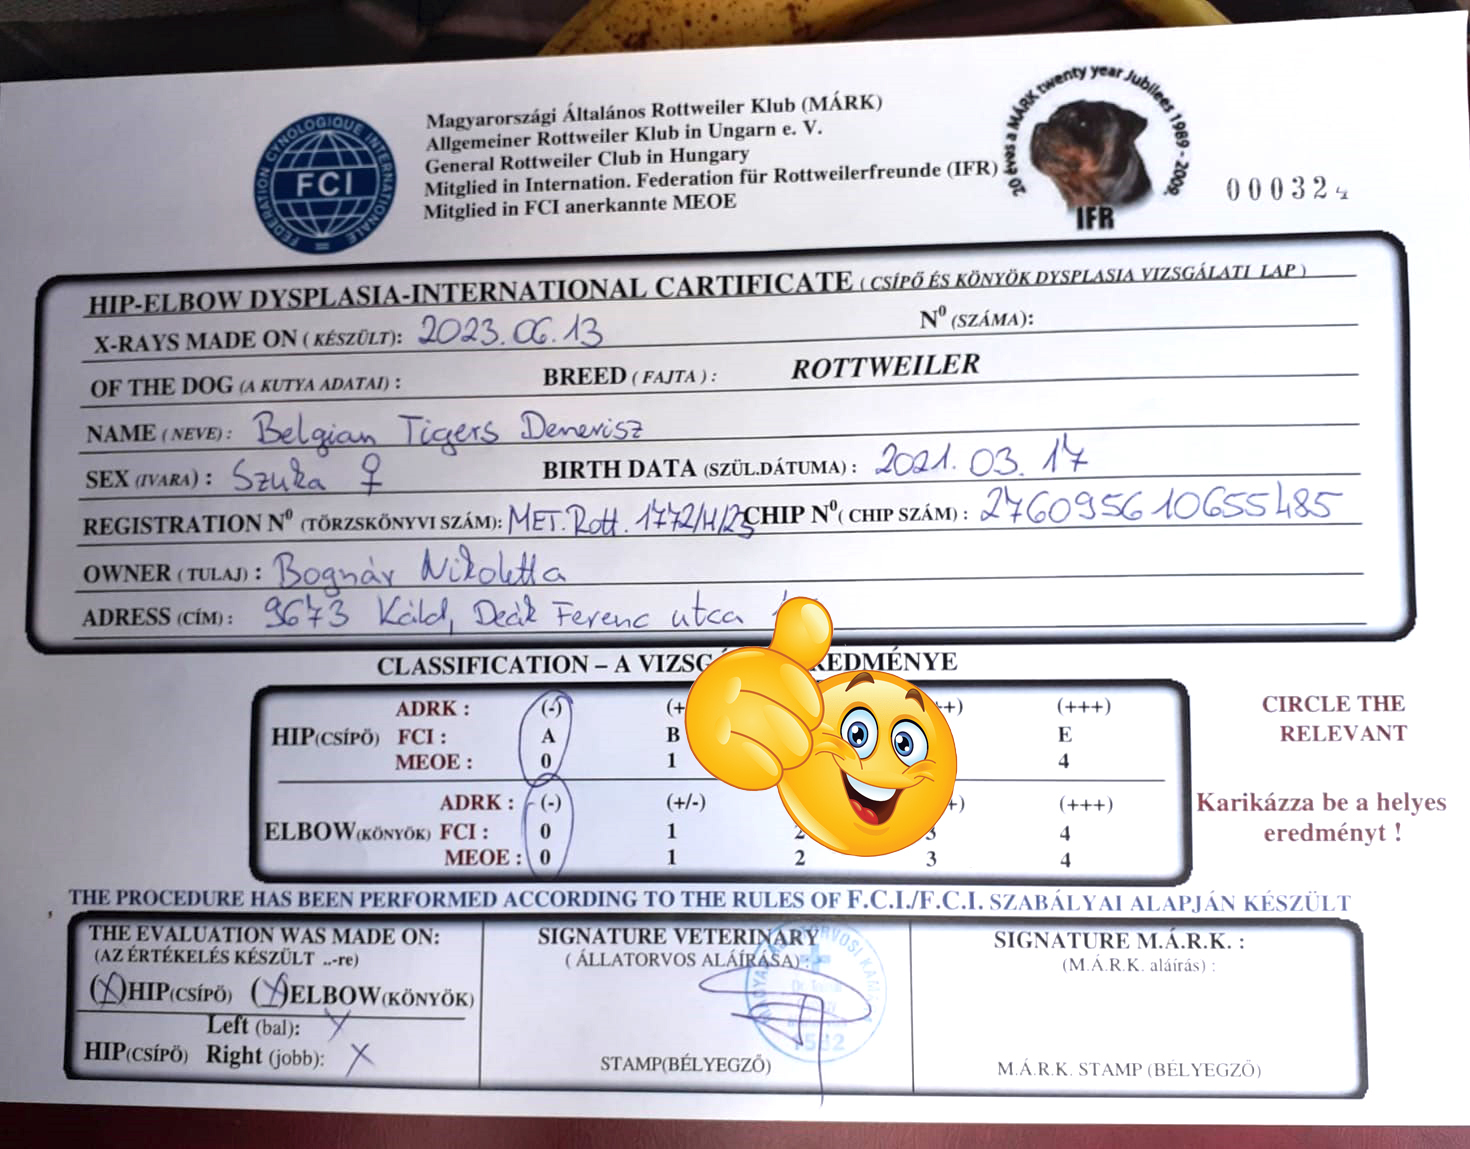 FEDERATION CYNOLOGIQUE INTERNATIONALE
FCI
Magyarországi Általános Rottweiler Klub (MÁRK)
Allgemeiner Rottweiler Klub in Ungarn e. V.
General Rottweiler Club in Hungary
Mitglied in Internation. Federation für Rottweilerfreunde (IFR)
Mitglied in FCI anerkannte MEOE
20 éves a MÁRK twenty year Jubilees 1989 - 2009.
IFR
000324
HIP-ELBOW DYSPLASIA-INTERNATIONAL CARTIFICATE ( CSÍPŐ ÉS KÖNYÖK DYSPLASIA VIZSGÁLATI LAP )
X-RAYS MADE ON ( KÉSZÜLT): 2023.06.13 N⁰ (SZÁMA):
OF THE DOG (A KUTYA ADATAI) : BREED ( FAJTA ) : ROTTWEILER
NAME ( NEVE) : Belgian Tigers Denevisz
SEX (IVARA) : Szuka ♀ BIRTH DATA (SZÜL.DÁTUMA) : 2021. 03. 17
REGISTRATION N⁰ (TÖRZSKÖNYVI SZÁM): MET.Rott. 1772/H/23 CHIP N⁰( CHIP SZÁM) : 276095610655485
OWNER ( TULAJ) : Bognár Nikoletta
ADRESS (CÍM) : 9673 Káld, Deák Ferenc utca
CLASSIFICATION – A
ADRK : (-) (+++)
HIP(CSÍPŐ) FCI : A B E
MEOE : 0 1 4
CIRCLE THE
RELEVANT
ADRK : (-) (+/-) (+++)
ELBOW(KÖNYÖK) FCI : 0 1 2 3 4
MEOE : 0 1 2 3 4
Karikázza be a helyes
eredményt !
THE PROCEDURE HAS BEEN PERFORMED ACCORDING TO THE RULES OF F.C.I./F.C.I. SZABÁLYAI ALAPJÁN KÉSZÜLT
THE EVALUATION WAS MADE ON:
(AZ ÉRTÉKELÉS KÉSZÜLT ..-re)
(X)HIP(CSÍPŐ) (X)ELBOW(KÖNYÖK)
Left (bal): X
HIP(CSÍPŐ) Right (jobb): X
SIGNATURE VETERINARY
( ÁLLATORVOS ALÁÍRÁSA) :
STAMP(BÉLYEGZŐ)
SIGNATURE M.Á.R.K. :
(M.Á.R.K. aláírás) :
M.Á.R.K. STAMP (BÉLYEGZŐ)